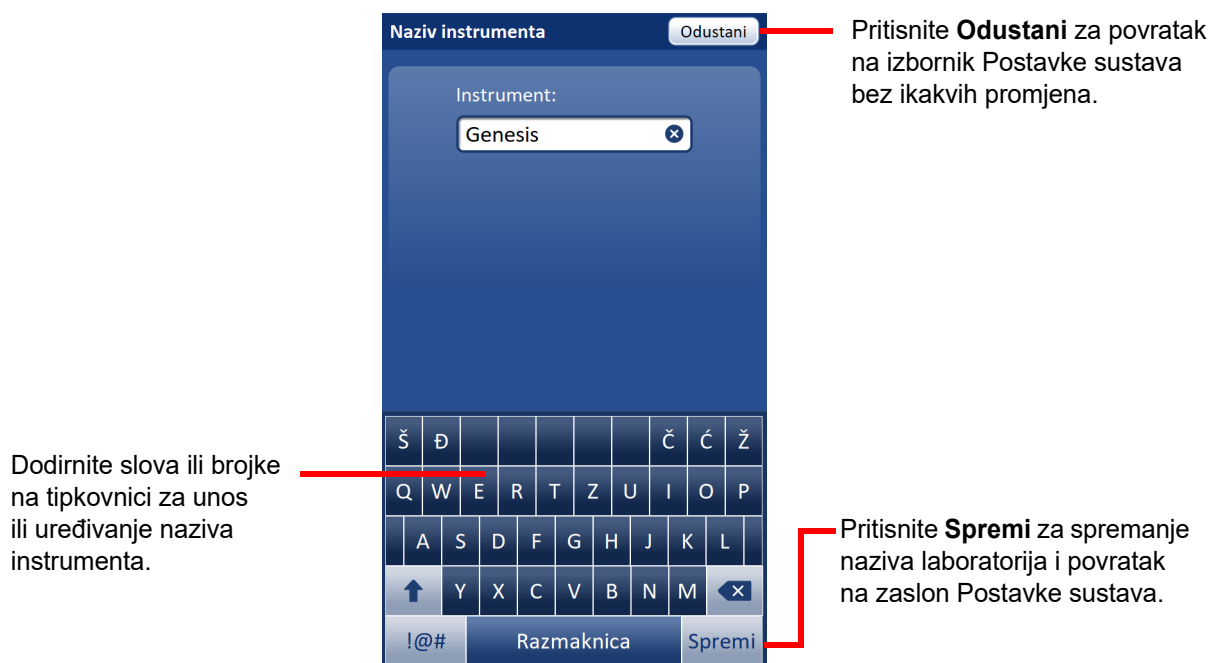 Naziv instrumenta
Odustani
Pritisnite Odustani za povratak
na izbornik Postavke sustava
bez ikakvih promjena.
Instrument:
Genesis
Dodirnite slova ili brojke
na tipkovnici za unos
ili uređivanje naziva
instrumenta.
Š Đ Č Ć Ž
Q W E R T Z U I O P
A S D F G H J K L
Y X C V B N M
!@# Razmaknica Spremi
Pritisnite Spremi za spremanje
naziva laboratorija i povratak
na zaslon Postavke sustava.